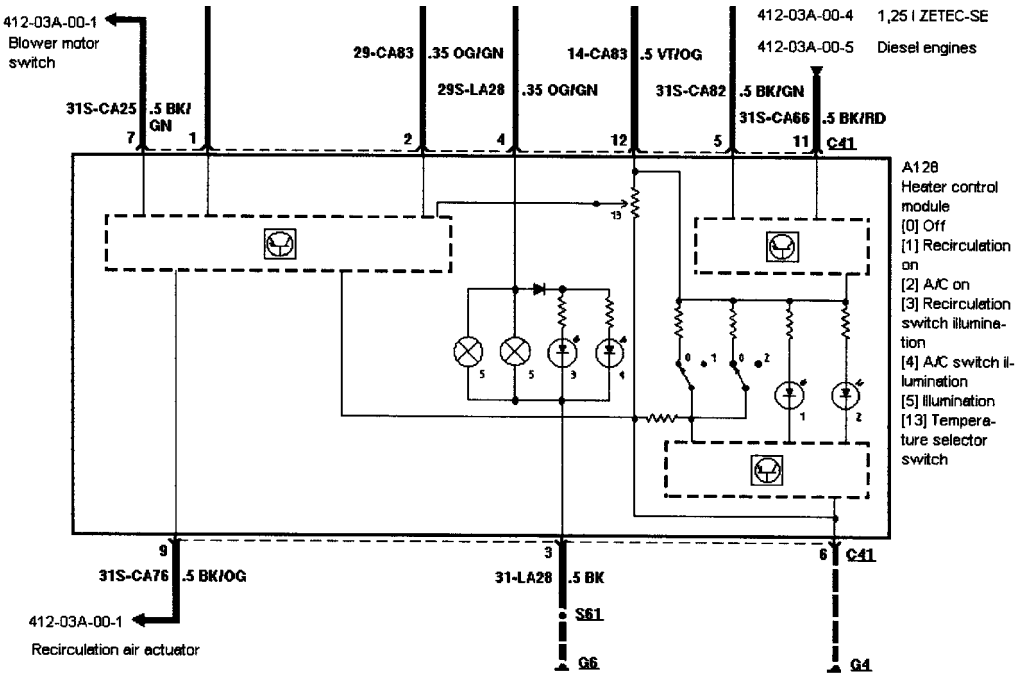 412-03A-00-1
Blower motor
switch
412-03A-00-4 1,25 l ZETEC-SE
412-03A-00-5 Diesel engines
29-CA83 .35 OG/GN
14-CA83 .5 VT/OG
29S-LA28 .35 OG/GN
31S-CA82 .5 BK/GN
31S-CA25 .5 BK/
GN
31S-CA66 .5 BK/RD
7 1 2 4 12 5 11 C41
A128
Heater control
module
[0] Off
[1] Recirculation
on
[2] A/C on
[3] Recirculation
switch illumina-
tion
[4] A/C switch il-
lumination
[5] Illumination
[13] Tempera-
ture selector
switch
13
0 1 0 2
5 5 3 4
1 2
9 3 6 C41
31S-CA76 .5 BK/OG
31-LA28 .5 BK
412-03A-00-1
S61
Recirculation air actuator
G6 G4